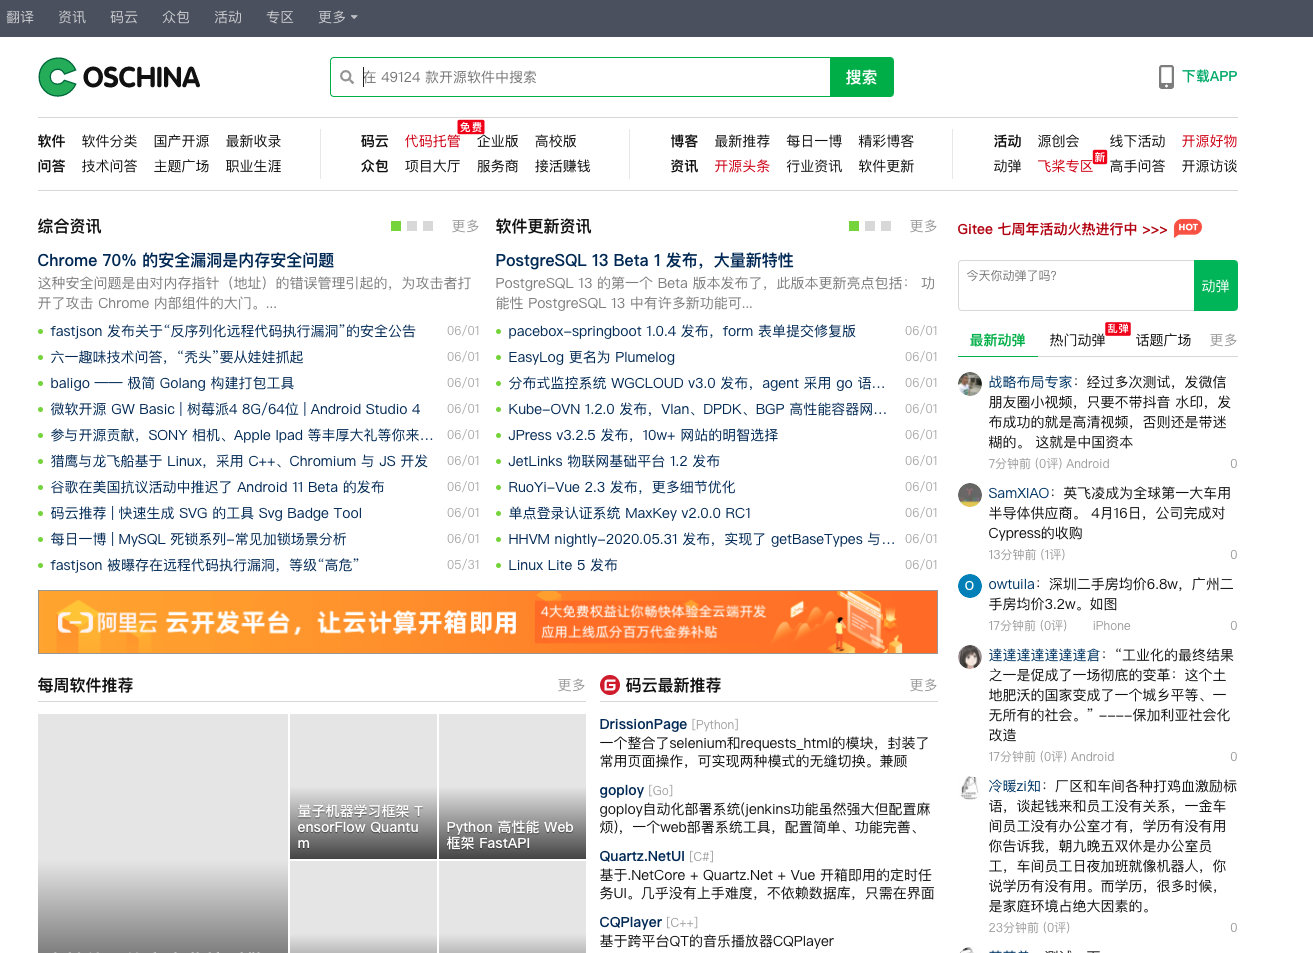 翻译 资讯 码云 众包 活动 专区 更多
OSCHINA
在 49124 款开源软件中搜索
搜索
下载APP
软件 软件分类 国产开源 最新收录
问答 技术问答 主题广场 职业生涯
码云 代码托管 免费 企业版 高校版
众包 项目大厅 服务商 接活赚钱
博客 最新推荐 每日一博 精彩博客
资讯 开源头条 行业资讯 软件更新
活动 源创会 线下活动 开源好物
动弹 飞桨专区 新 高手问答 开源访谈
综合资讯 更多
Chrome 70% 的安全漏洞是内存安全问题
这种安全问题是由对内存指针（地址）的错误管理引起的，为攻击者打
开了攻击 Chrome 内部组件的大门。...
fastjson 发布关于“反序列化远程代码执行漏洞”的安全公告 06/01
六一趣味技术问答，“秃头”要从娃娃抓起 06/01
baligo —— 极简 Golang 构建打包工具 06/01
微软开源 GW Basic | 树莓派4 8G/64位 | Android Studio 4 06/01
参与开源贡献，SONY 相机、Apple Ipad 等丰厚大礼等你来... 06/01
猎鹰与龙飞船基于 Linux，采用 C++、Chromium 与 JS 开发 06/01
谷歌在美国抗议活动中推迟了 Android 11 Beta 的发布 06/01
码云推荐 | 快速生成 SVG 的工具 Svg Badge Tool 06/01
每日一博 | MySQL 死锁系列-常见加锁场景分析 06/01
fastjson 被曝存在远程代码执行漏洞，等级“高危” 05/31
软件更新资讯 更多
PostgreSQL 13 Beta 1 发布，大量新特性
PostgreSQL 13 的第一个 Beta 版本发布了，此版本更新亮点包括： 功
能性 PostgreSQL 13 中有许多新功能可...
pacebox-springboot 1.0.4 发布，form 表单提交修复版 06/01
EasyLog 更名为 Plumelog 06/01
分布式监控系统 WGCLOUD v3.0 发布，agent 采用 go 语... 06/01
Kube-OVN 1.2.0 发布，Vlan、DPDK、BGP 高性能容器网... 06/01
JPress v3.2.5 发布，10w+ 网站的明智选择 06/01
JetLinks 物联网基础平台 1.2 发布 06/01
RuoYi-Vue 2.3 发布，更多细节优化 06/01
单点登录认证系统 MaxKey v2.0.0 RC1 06/01
HHVM nightly-2020.05.31 发布，实现了 getBaseTypes 与... 06/01
Linux Lite 5 发布 06/01
阿里云 云开发平台，让云计算开箱即用
4大免费权益让你畅快体验全云端开发
应用上线瓜分百万代金券补贴
每周软件推荐 更多
量子机器学习框架 T
ensorFlow Quantu
m
Python 高性能 Web
框架 FastAPI
码云最新推荐 更多
DrissionPage [Python]
一个整合了selenium和requests_html的模块，封装了
常用页面操作，可实现两种模式的无缝切换。兼顾
goploy [Go]
goploy自动化部署系统(jenkins功能虽然强大但配置麻
烦)，一个web部署系统工具，配置简单、功能完善、
Quartz.NetUI [C#]
基于.NetCore + Quartz.Net + Vue 开箱即用的定时任
务UI。几乎没有上手难度，不依赖数据库，只需在界面
CQPlayer [C++]
基于跨平台QT的音乐播放器CQPlayer
Gitee 七周年活动火热进行中 >>> HOT
今天你动弹了吗?
动弹
最新动弹 热门动弹 乱弹 话题广场 更多
战略布局专家：经过多次测试，发微信
朋友圈小视频，只要不带抖音 水印，发
布成功的就是高清视频，否则还是带迷
糊的。 这就是中国资本
7分钟前 (0评) Android 0
SamXIAO：英飞凌成为全球第一大车用
半导体供应商。 4月16日，公司完成对
Cypress的收购
13分钟前 (1评) 0
O
owtuila：深圳二手房均价6.8w，广州二
手房均价3.2w。如图
17分钟前 (0评) iPhone 0
達達達達達達達倉：“工业化的最终结果
之一是促成了一场彻底的变革：这个土
地肥沃的国家变成了一个城乡平等、一
无所有的社会。” ----保加利亚社会化
改造
17分钟前 (0评) Android 0
冷暖zi知：厂区和车间各种打鸡血激励标
语，谈起钱来和员工没有关系，一金车
间员工没有办公室才有，学历有没有用
你告诉我，朝九晚五双休是办公室员
工，车间员工日夜加班就像机器人，你
说学历有没有用。而学历，很多时候，
是家庭环境占绝大因素的。
23分钟前 (0评) 0